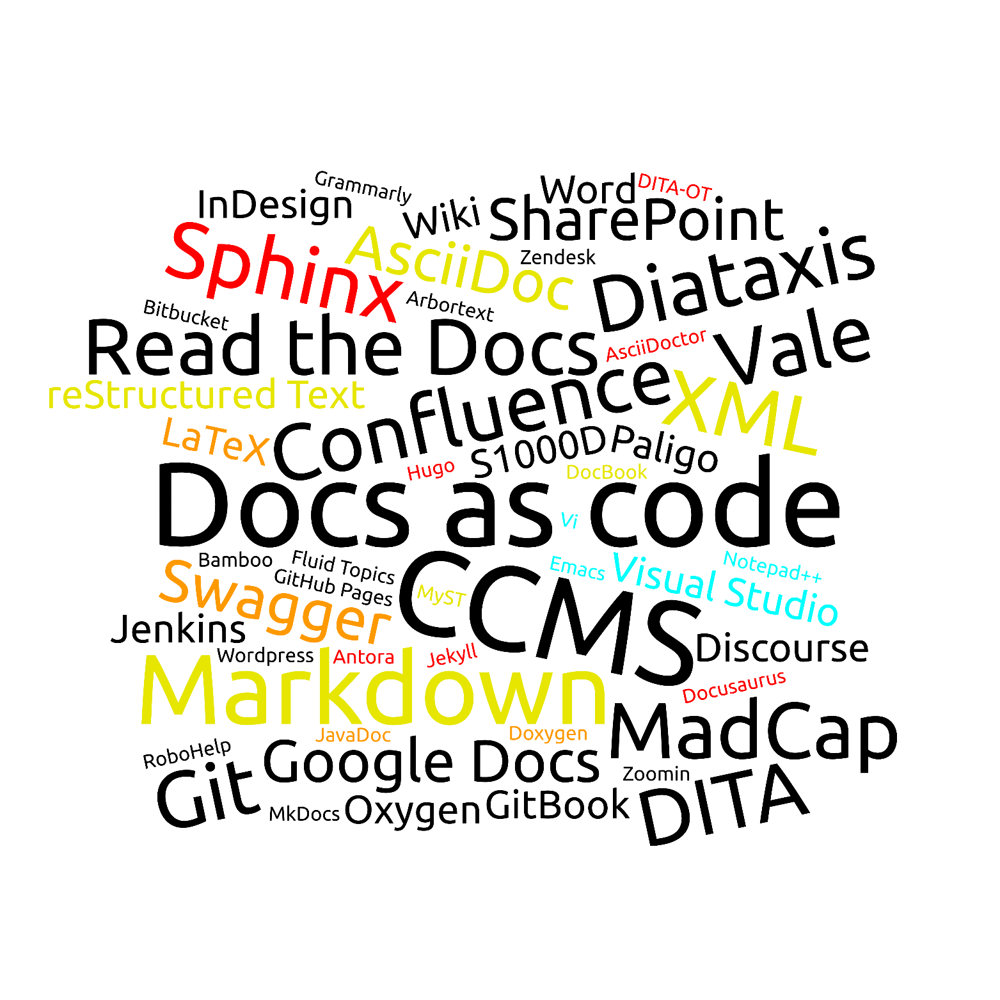 Grammarly
Word
DITA-OT
InDesign
Wiki
SharePoint
Sphinx
AsciiDoc
Zendesk
Diataxis
Bitbucket
Arbortext
Read the Docs
AsciiDoctor
Vale
reStructured Text
Confluence
XML
LaTeX
S1000D
Paligo
Hugo
DocBook
Docs as code
Vi
Bamboo
Fluid Topics
Emacs
Visual Studio
Notepad++
GitHub Pages
Swagger
MyST
CCMS
Jenkins
Discourse
Wordpress
Antora
Jekyll
Markdown
Docusaurus
MadCap
JavaDoc
Doxygen
RoboHelp
Google Docs
Zoomin
Git
MkDocs
Oxygen
GitBook
DITA